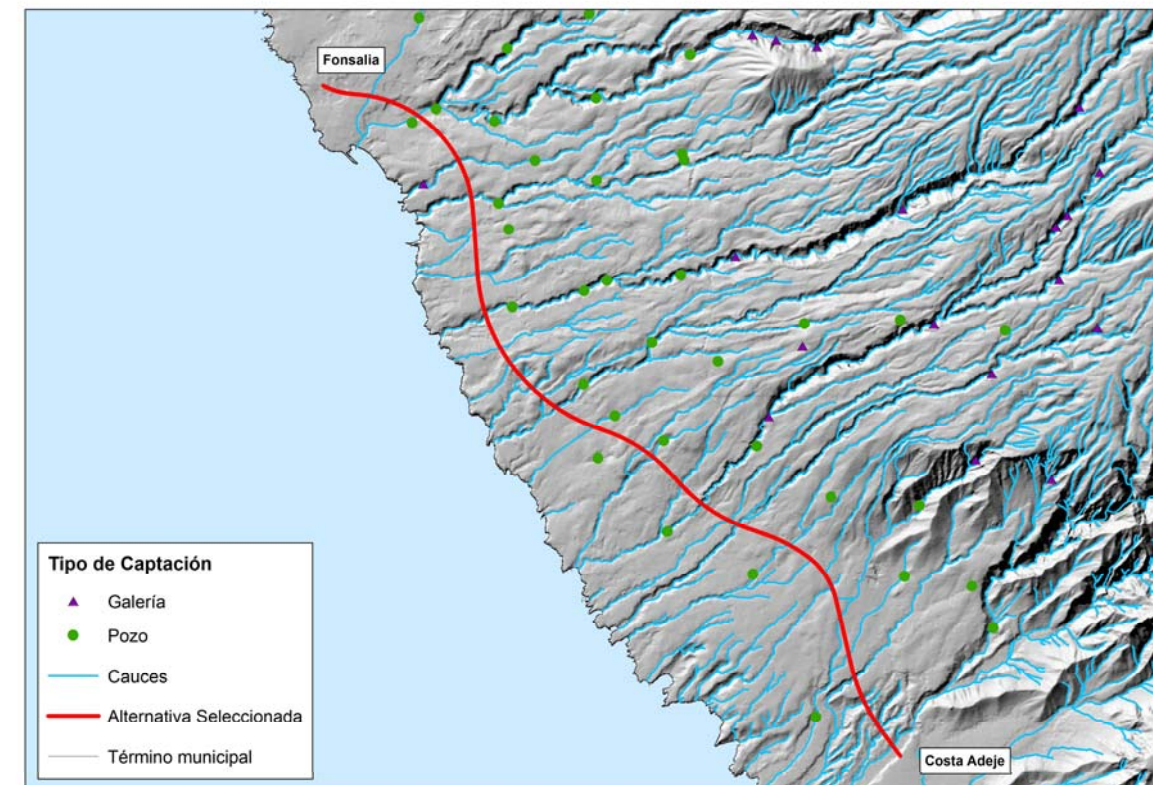 Fonsalia
Tipo de Captación
Galería
Pozo
Cauces
Alternativa Seleccionada
Término municipal
Costa Adeje